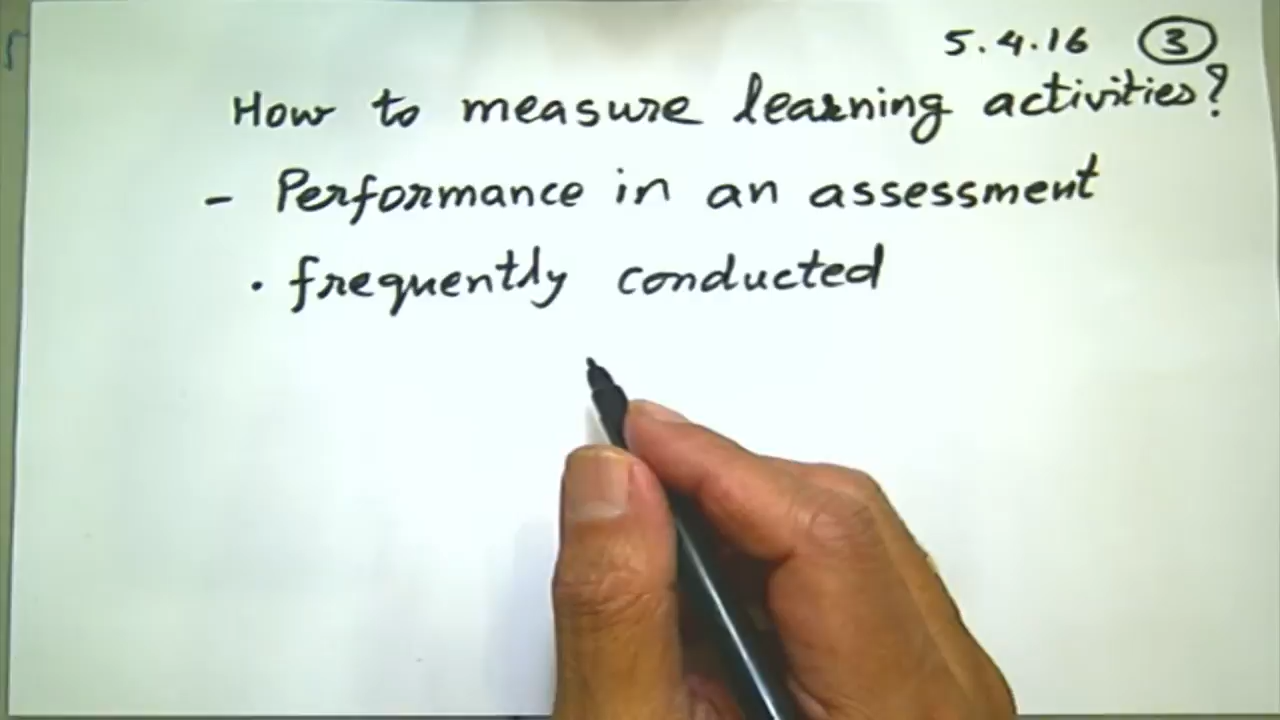 5.4.16 3
How to measure learning activities?
- Performance in an assessment
· frequently conducted